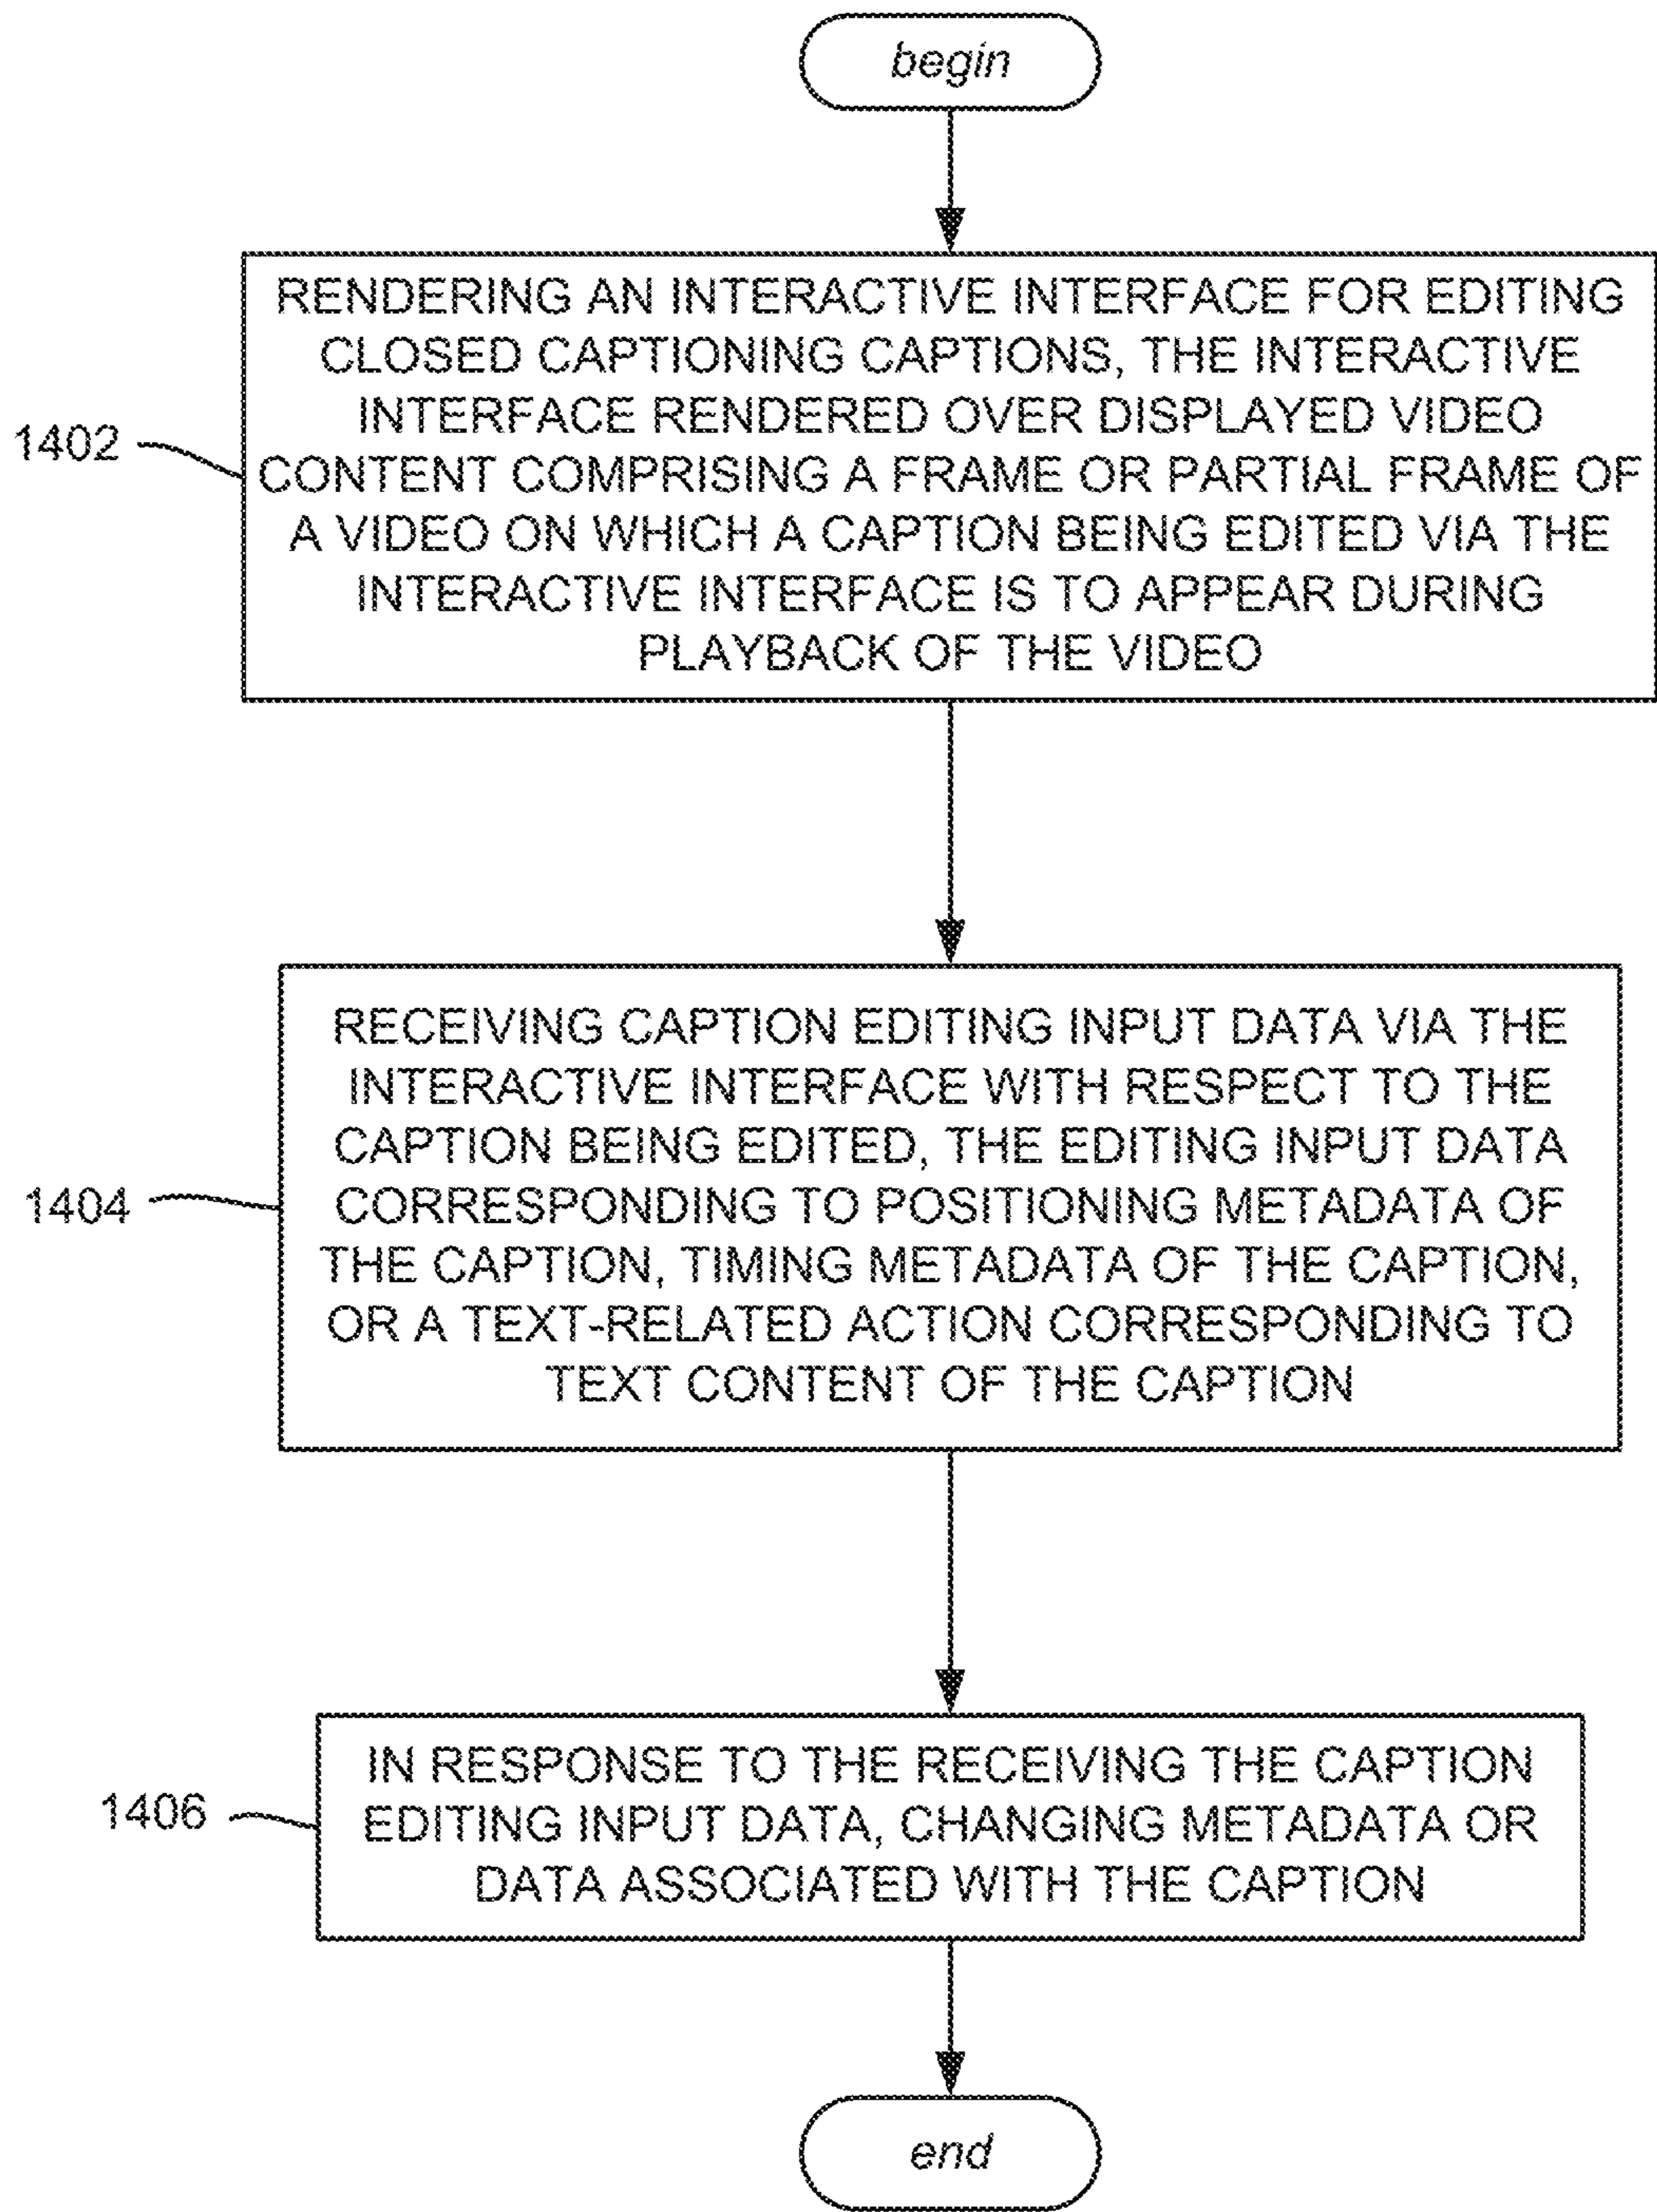 begin
RENDERING AN INTERACTIVE INTERFACE FOR EDITING
CLOSED CAPTIONING CAPTIONS, THE INTERACTIVE
INTERFACE RENDERED OVER DISPLAYED VIDEO
1402
CONTENT COMPRISING A FRAME OR PARTIAL FRAME OF
A VIDEO ON WHICH A CAPTION BEING EDITED VIA THE
INTERACTIVE INTERFACE IS TO APPEAR DURING
PLAYBACK OF THE VIDEO
RECEIVING CAPTION EDITING INPUT DATA VIA THE
INTERACTIVE INTERFACE WITH RESPECT TO THE
CAPTION BEING EDITED, THE EDITING INPUT DATA
1404
CORRESPONDING TO POSITIONING METADATA OF
THE CAPTION, TIMING METADATA OF THE CAPTION,
OR A TEXT-RELATED ACTION CORRESPONDING TO
TEXT CONTENT OF THE CAPTION
IN RESPONSE TO THE RECEIVING THE CAPTION
1406
EDITING INPUT DATA, CHANGING METADATA OR
DATA ASSOCIATED WITH THE CAPTION
end